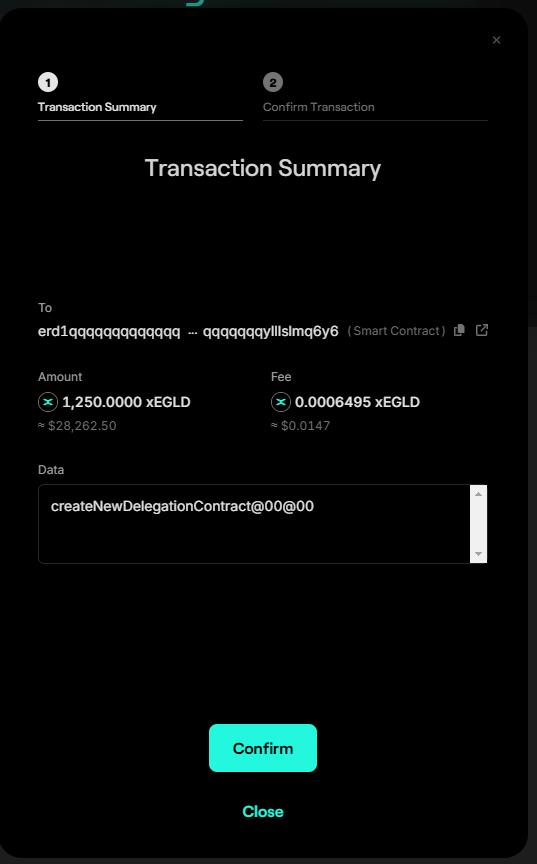 ×
1
2
Transaction Summary
Confirm Transaction
Transaction Summary
To
erd1qqqqqqqqqqqqq ... qqqqqqqylllslmq6y6 (Smart Contract)
Amount
Fee
1,250.0000 xEGLD
0.0006495 xEGLD
≈ $28,262.50
≈ $0.0147
Data
createNewDelegationContract@00@00
Confirm
Close